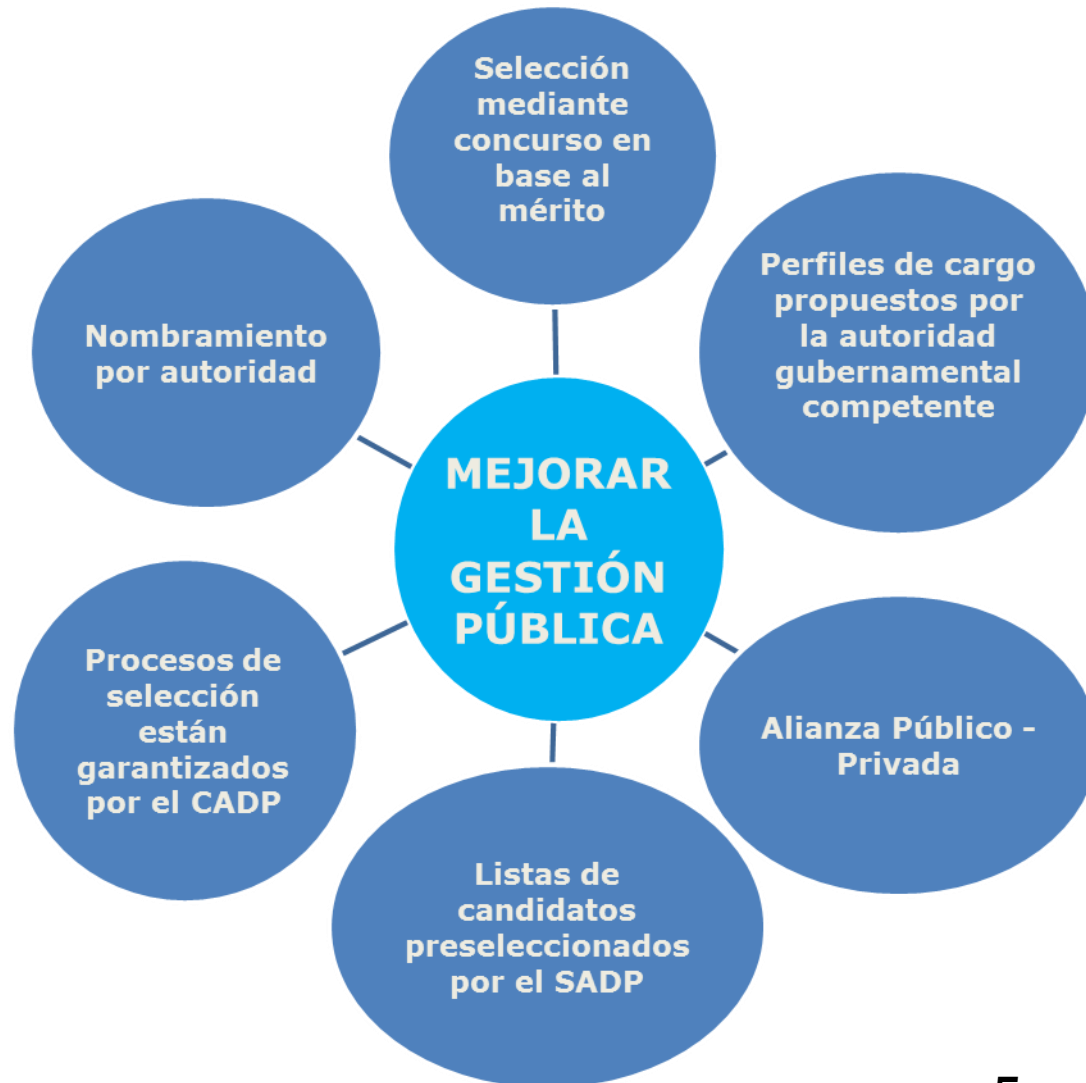 Selección
mediante
concurso en
base al
mérito
Perfiles de cargo
propuestos por
la autoridad
gubernamental
competente
Nombramiento
por autoridad
MEJORAR
LA
GESTIÓN
PÚBLICA
Procesos de
selección
están
garantizados
por el CADP
Alianza Público -
Privada
Listas de
candidatos
preseleccionados
por el SADP